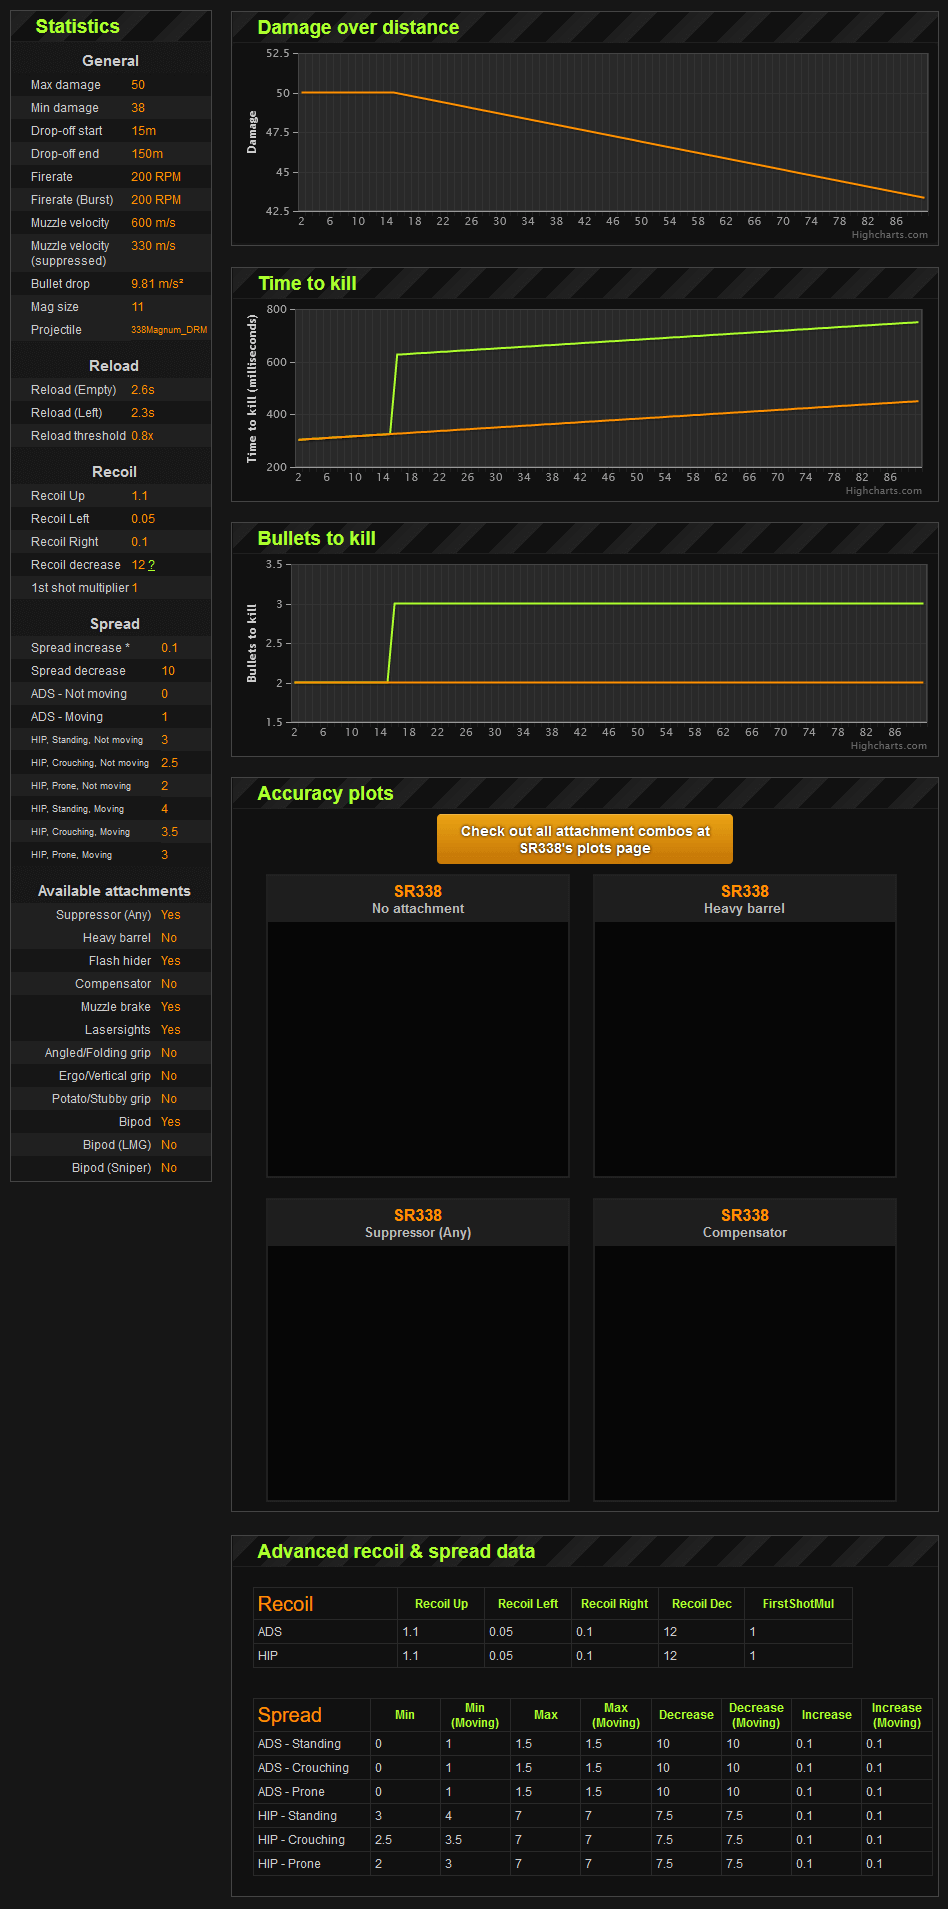 Statistics
General
Max damage 50
Min damage 38
Drop-off start 15m
Drop-off end 150m
Firerate 200 RPM
Firerate (Burst) 200 RPM
Muzzle velocity 600 m/s
Muzzle velocity 330 m/s
(suppressed)
Bullet drop 9.81 m/s²
Mag size 11
Projectile 338Magnum_DRM
Reload
Reload (Empty) 2.6s
Reload (Left) 2.3s
Reload threshold 0.8x
Recoil
Recoil Up 1.1
Recoil Left 0.05
Recoil Right 0.1
Recoil decrease 12 ?
1st shot multiplier 1
Spread
Spread increase * 0.1
Spread decrease 10
ADS - Not moving 0
ADS - Moving 1
HIP, Standing, Not moving 3
HIP, Crouching, Not moving 2.5
HIP, Prone, Not moving 2
HIP, Standing, Moving 4
HIP, Crouching, Moving 3.5
HIP, Prone, Moving 3
Available attachments
Suppressor (Any) Yes
Heavy barrel No
Flash hider Yes
Compensator No
Muzzle brake Yes
Lasersights Yes
Angled/Folding grip No
Ergo/Vertical grip No
Potato/Stubby grip No
Bipod Yes
Bipod (LMG) No
Bipod (Sniper) No
Damage over distance
Damage
52.5
50
47.5
45
42.5
2 6 10 14 18 22 26 30 34 38 42 46 50 54 58 62 66 70 74 78 82 86
Highcharts.com
Time to kill
Time to kill (milliseconds)
800
600
400
200
2 6 10 14 18 22 26 30 34 38 42 46 50 54 58 62 66 70 74 78 82 86
Highcharts.com
Bullets to kill
Bullets to kill
3.5
3
2.5
2
1.5
2 6 10 14 18 22 26 30 34 38 42 46 50 54 58 62 66 70 74 78 82 86
Highcharts.com
Accuracy plots
Check out all attachment combos at
SR338's plots page
SR338
No attachment
SR338
Heavy barrel
SR338
Suppressor (Any)
SR338
Compensator
Advanced recoil & spread data
Recoil Recoil Up Recoil Left Recoil Right Recoil Dec FirstShotMul
ADS 1.1 0.05 0.1 12 1
HIP 1.1 0.05 0.1 12 1
Spread Min Min (Moving) Max Max (Moving) Decrease Decrease (Moving) Increase Increase (Moving)
ADS - Standing 0 1 1.5 1.5 10 10 0.1 0.1
ADS - Crouching 0 1 1.5 1.5 10 10 0.1 0.1
ADS - Prone 0 1 1.5 1.5 10 10 0.1 0.1
HIP - Standing 3 4 7 7 7.5 7.5 0.1 0.1
HIP - Crouching 2.5 3.5 7 7 7.5 7.5 0.1 0.1
HIP - Prone 2 3 7 7 7.5 7.5 0.1 0.1